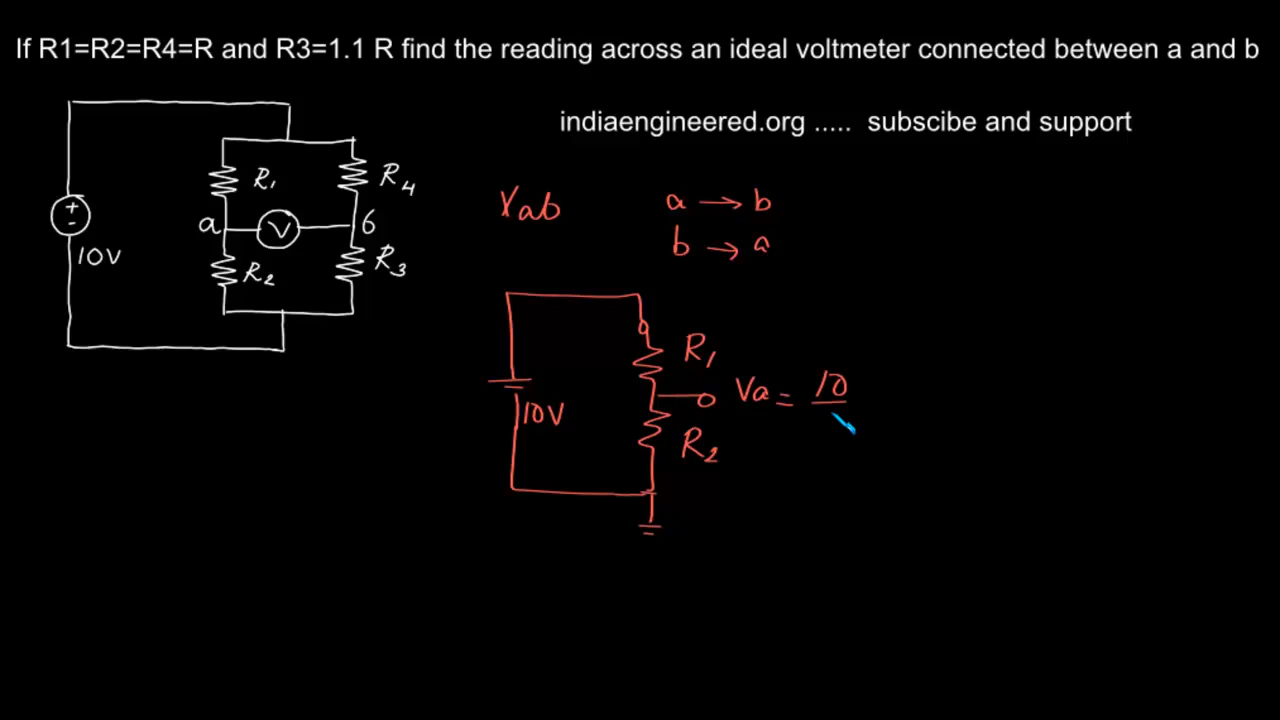 If R1=R2=R4=R and R3=1.1 R find the reading across an ideal voltmeter connected between a and b
indiaengineered.org ..... subscibe and support
R1
R4
Vab
a → b
a
V
b
+
-
b → a
10V
R2
R3
R1
Va = 10
10V
R2